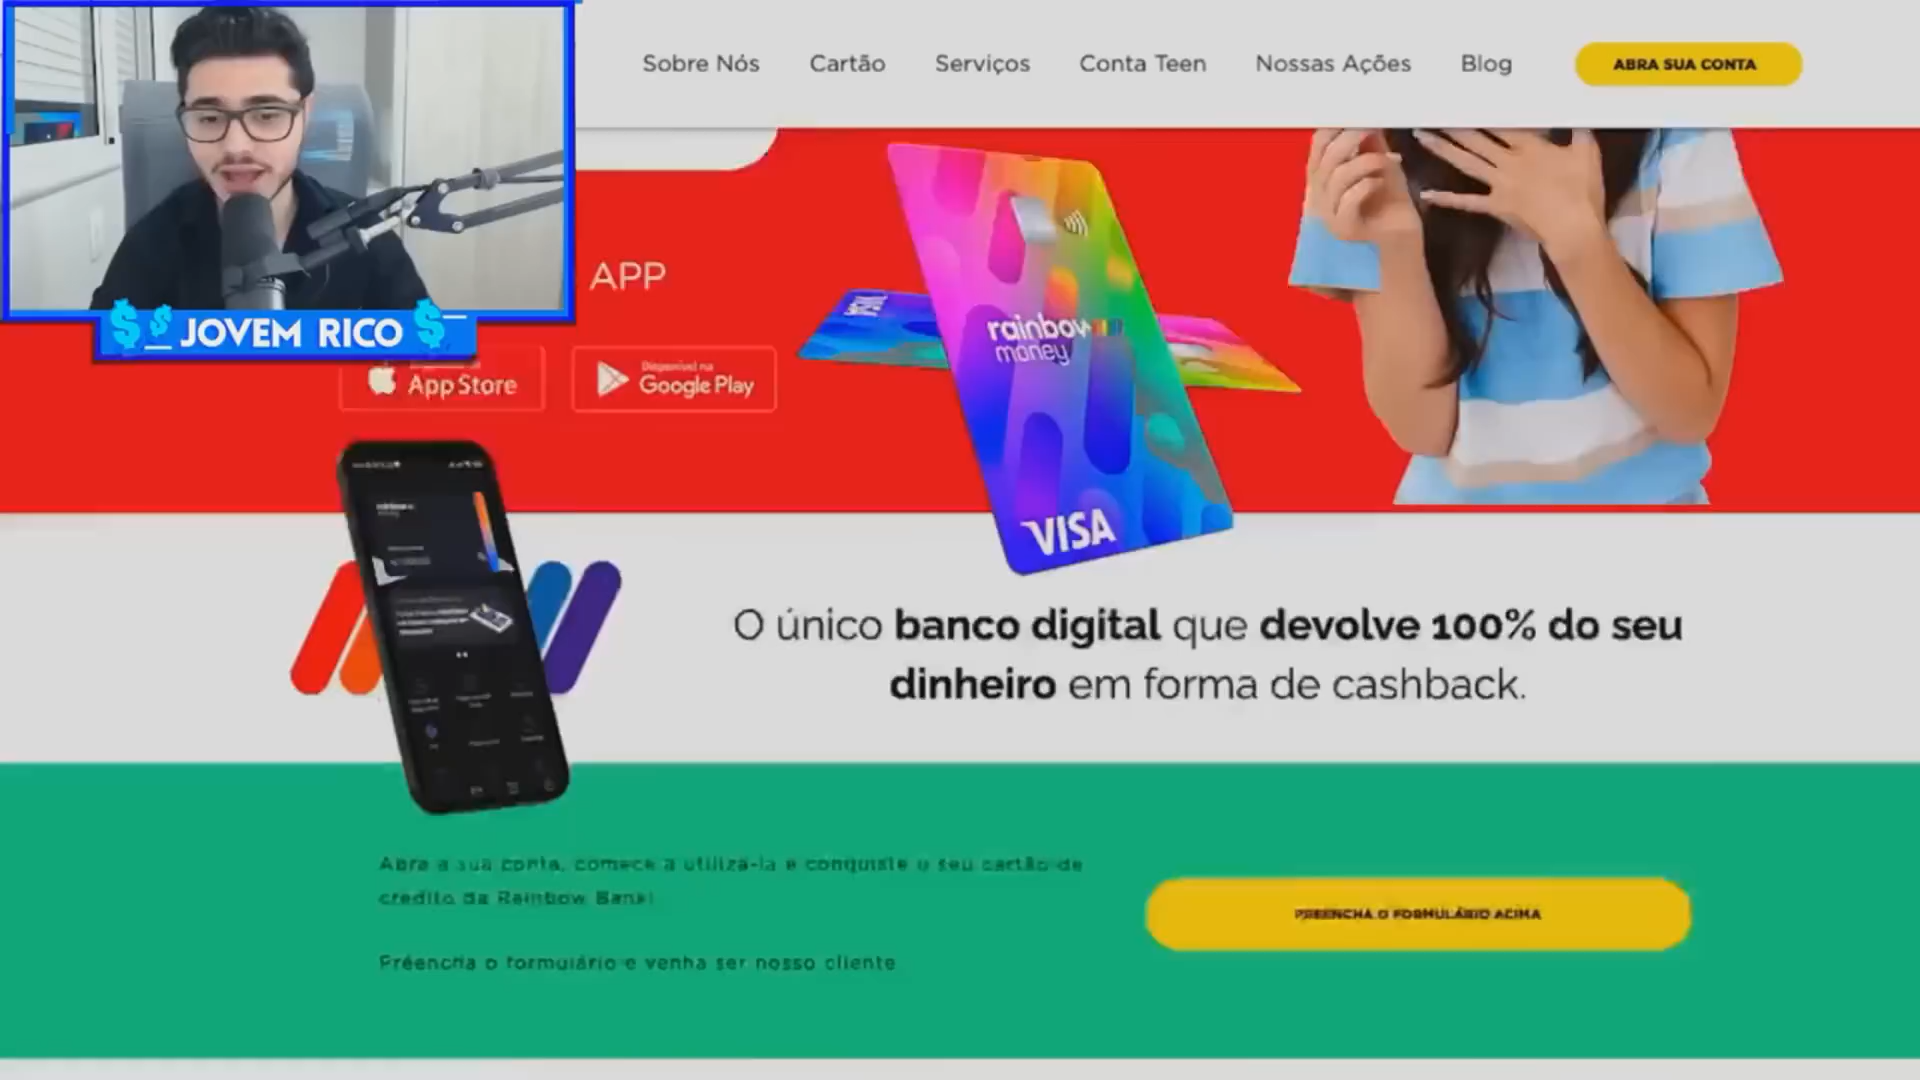 Sobre Nós
Cartão
Serviços
Conta Teen
Nossas Ações
Blog
ABRA SUA CONTA
APP
JOVEM RICO
App Store
Disponível na
Google Play
VISA
rainbow
money
VISA
O único banco digital que devolve 100% do seu
dinheiro em forma de cashback.
Abra a sua conta, comece a utilizá-la e conquiste o seu cartão de
crédito da Rainbow Bank!
PREENCHA O FORMULÁRIO ACIMA
Preencha o formulário e venha ser nosso cliente